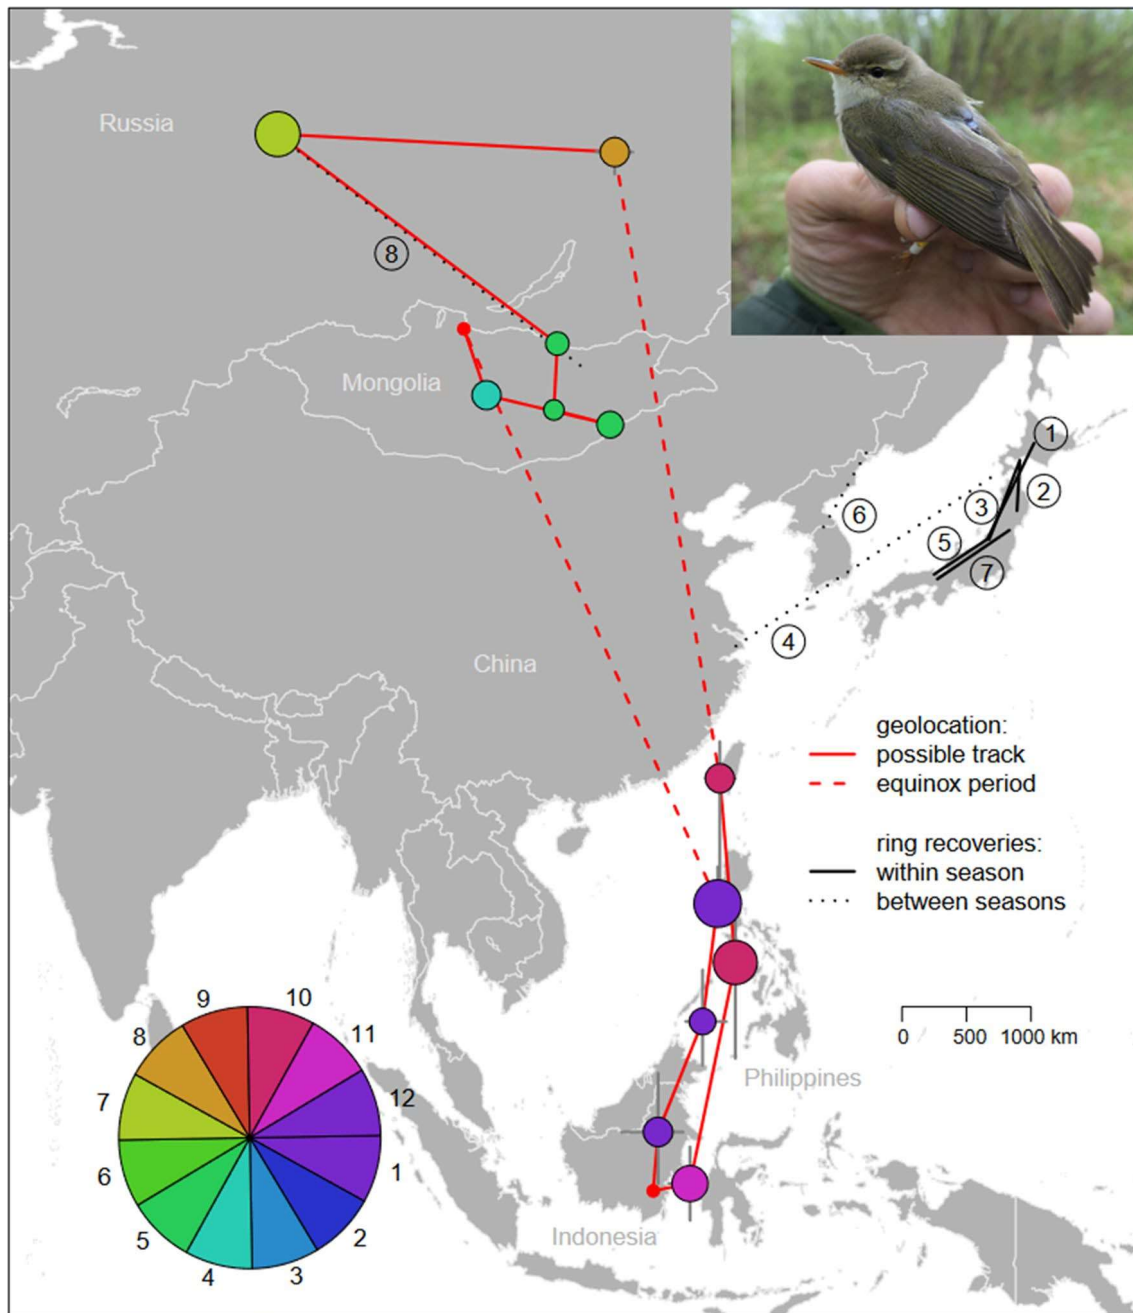 Russia
8
Mongolia
1
2
3
6
5
7
4
China
geolocation:
possible track
equinox period
ring recoveries:
within season
between seasons
0 500 1000 km
Philippines
Indonesia
9
10
8
11
7
12
6
1
5
2
4
3